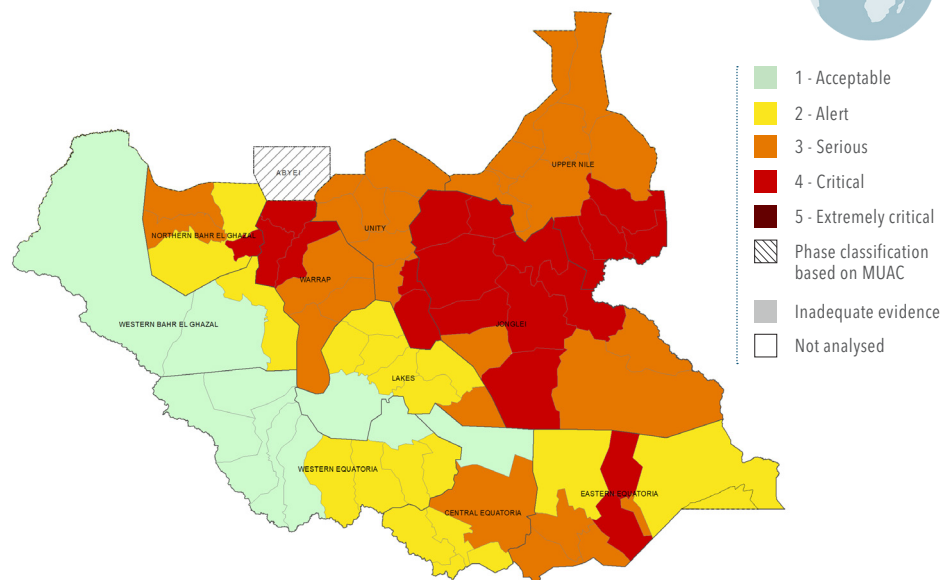 1 - Acceptable
2 - Alert
3 - Serious
4 - Critical
5 - Extremely critical
Phase classification
based on MUAC
Inadequate evidence
Not analysed
UPPER NILE
ABYEI
UNITY
NORTHERN BAHR EL GHAZAL
WARRAP
WESTERN BAHR EL GHAZAL
JONGLEI
LAKES
WESTERN EQUATORIA
EASTERN EQUATORIA
CENTRAL EQUATORIA